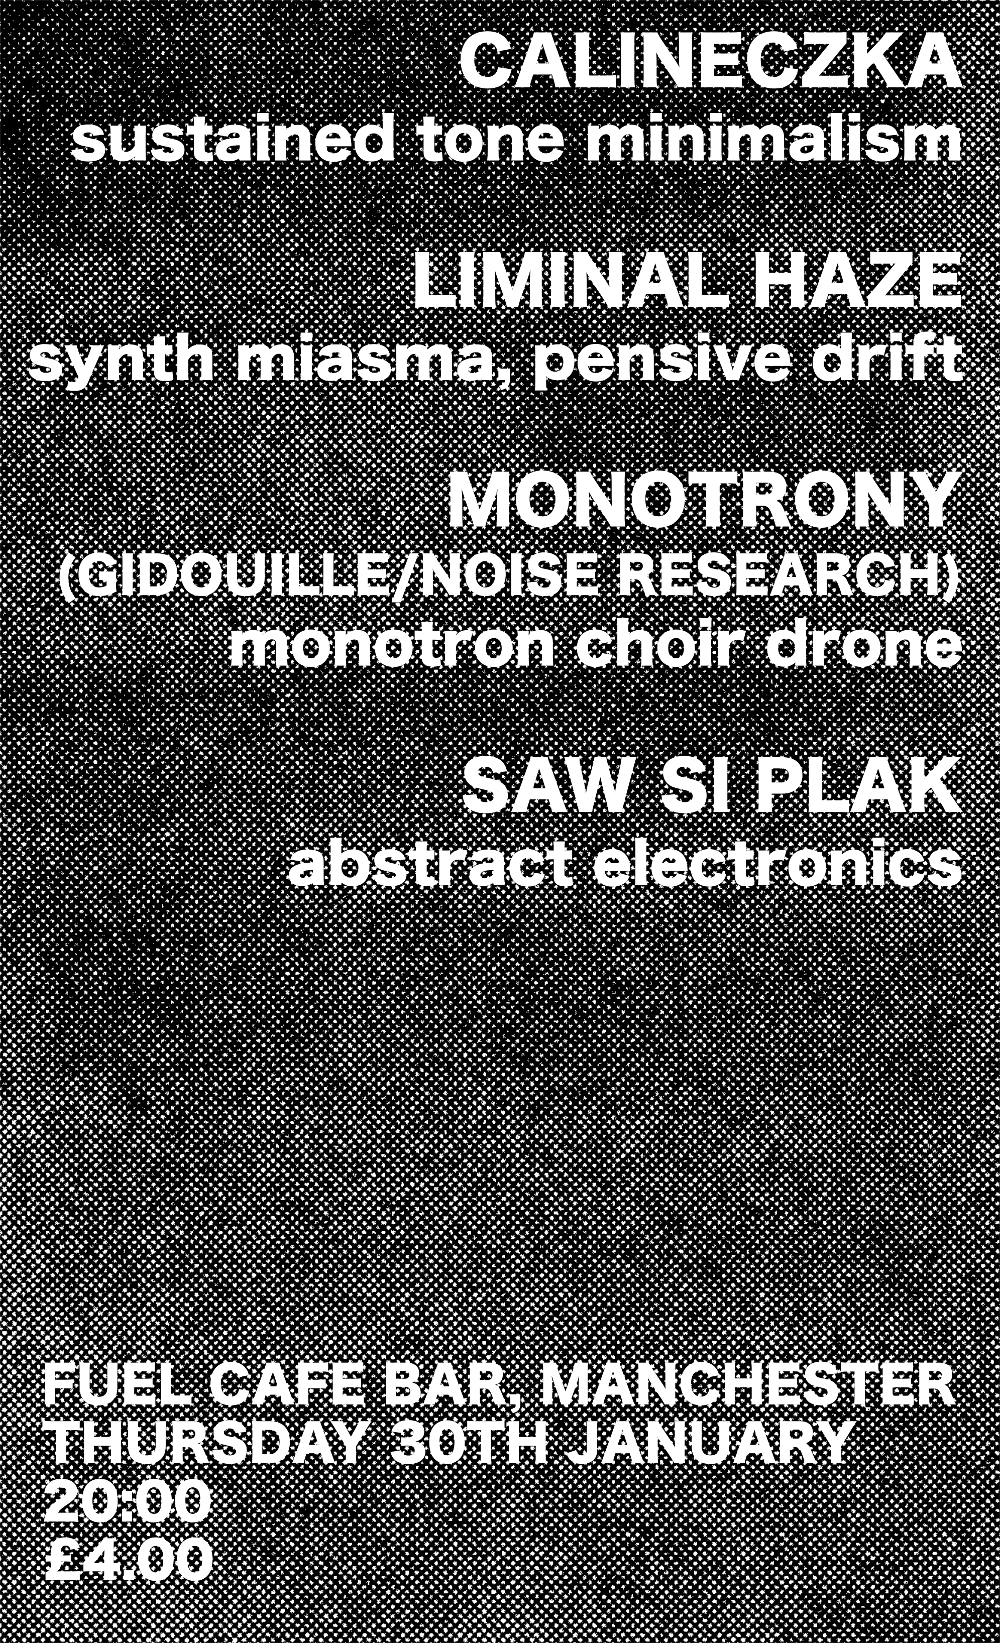 CALINECZKA
sustained tone minimalism
LIMINAL HAZE
synth miasma, pensive drift
MONOTRONY
(GIDOUILLE/NOISE RESEARCH)
monotron choir drone
SAW SI PLAK
abstract electronics
FUEL CAFE BAR, MANCHESTER
THURSDAY 30TH JANUARY
20:00
£4.00